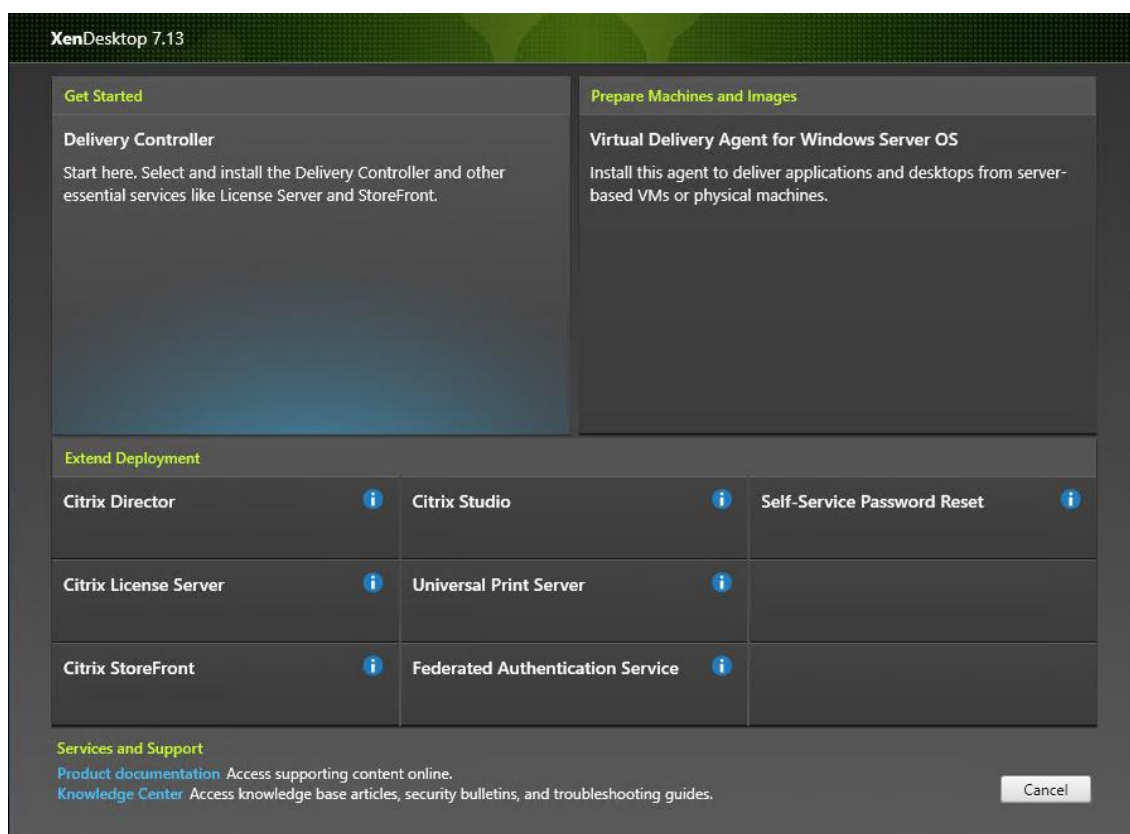 XenDesktop 7.13
Get Started
Delivery Controller
Start here. Select and install the Delivery Controller and other
essential services like License Server and StoreFront.
Prepare Machines and Images
Virtual Delivery Agent for Windows Server OS
Install this agent to deliver applications and desktops from server-
based VMs or physical machines.
Extend Deployment
Citrix Director
Citrix Studio
Self-Service Password Reset
Citrix License Server
Universal Print Server
Citrix StoreFront
Federated Authentication Service
Services and Support
Product documentation Access supporting content online.
Knowledge Center Access knowledge base articles, security bulletins, and troubleshooting guides.
Cancel